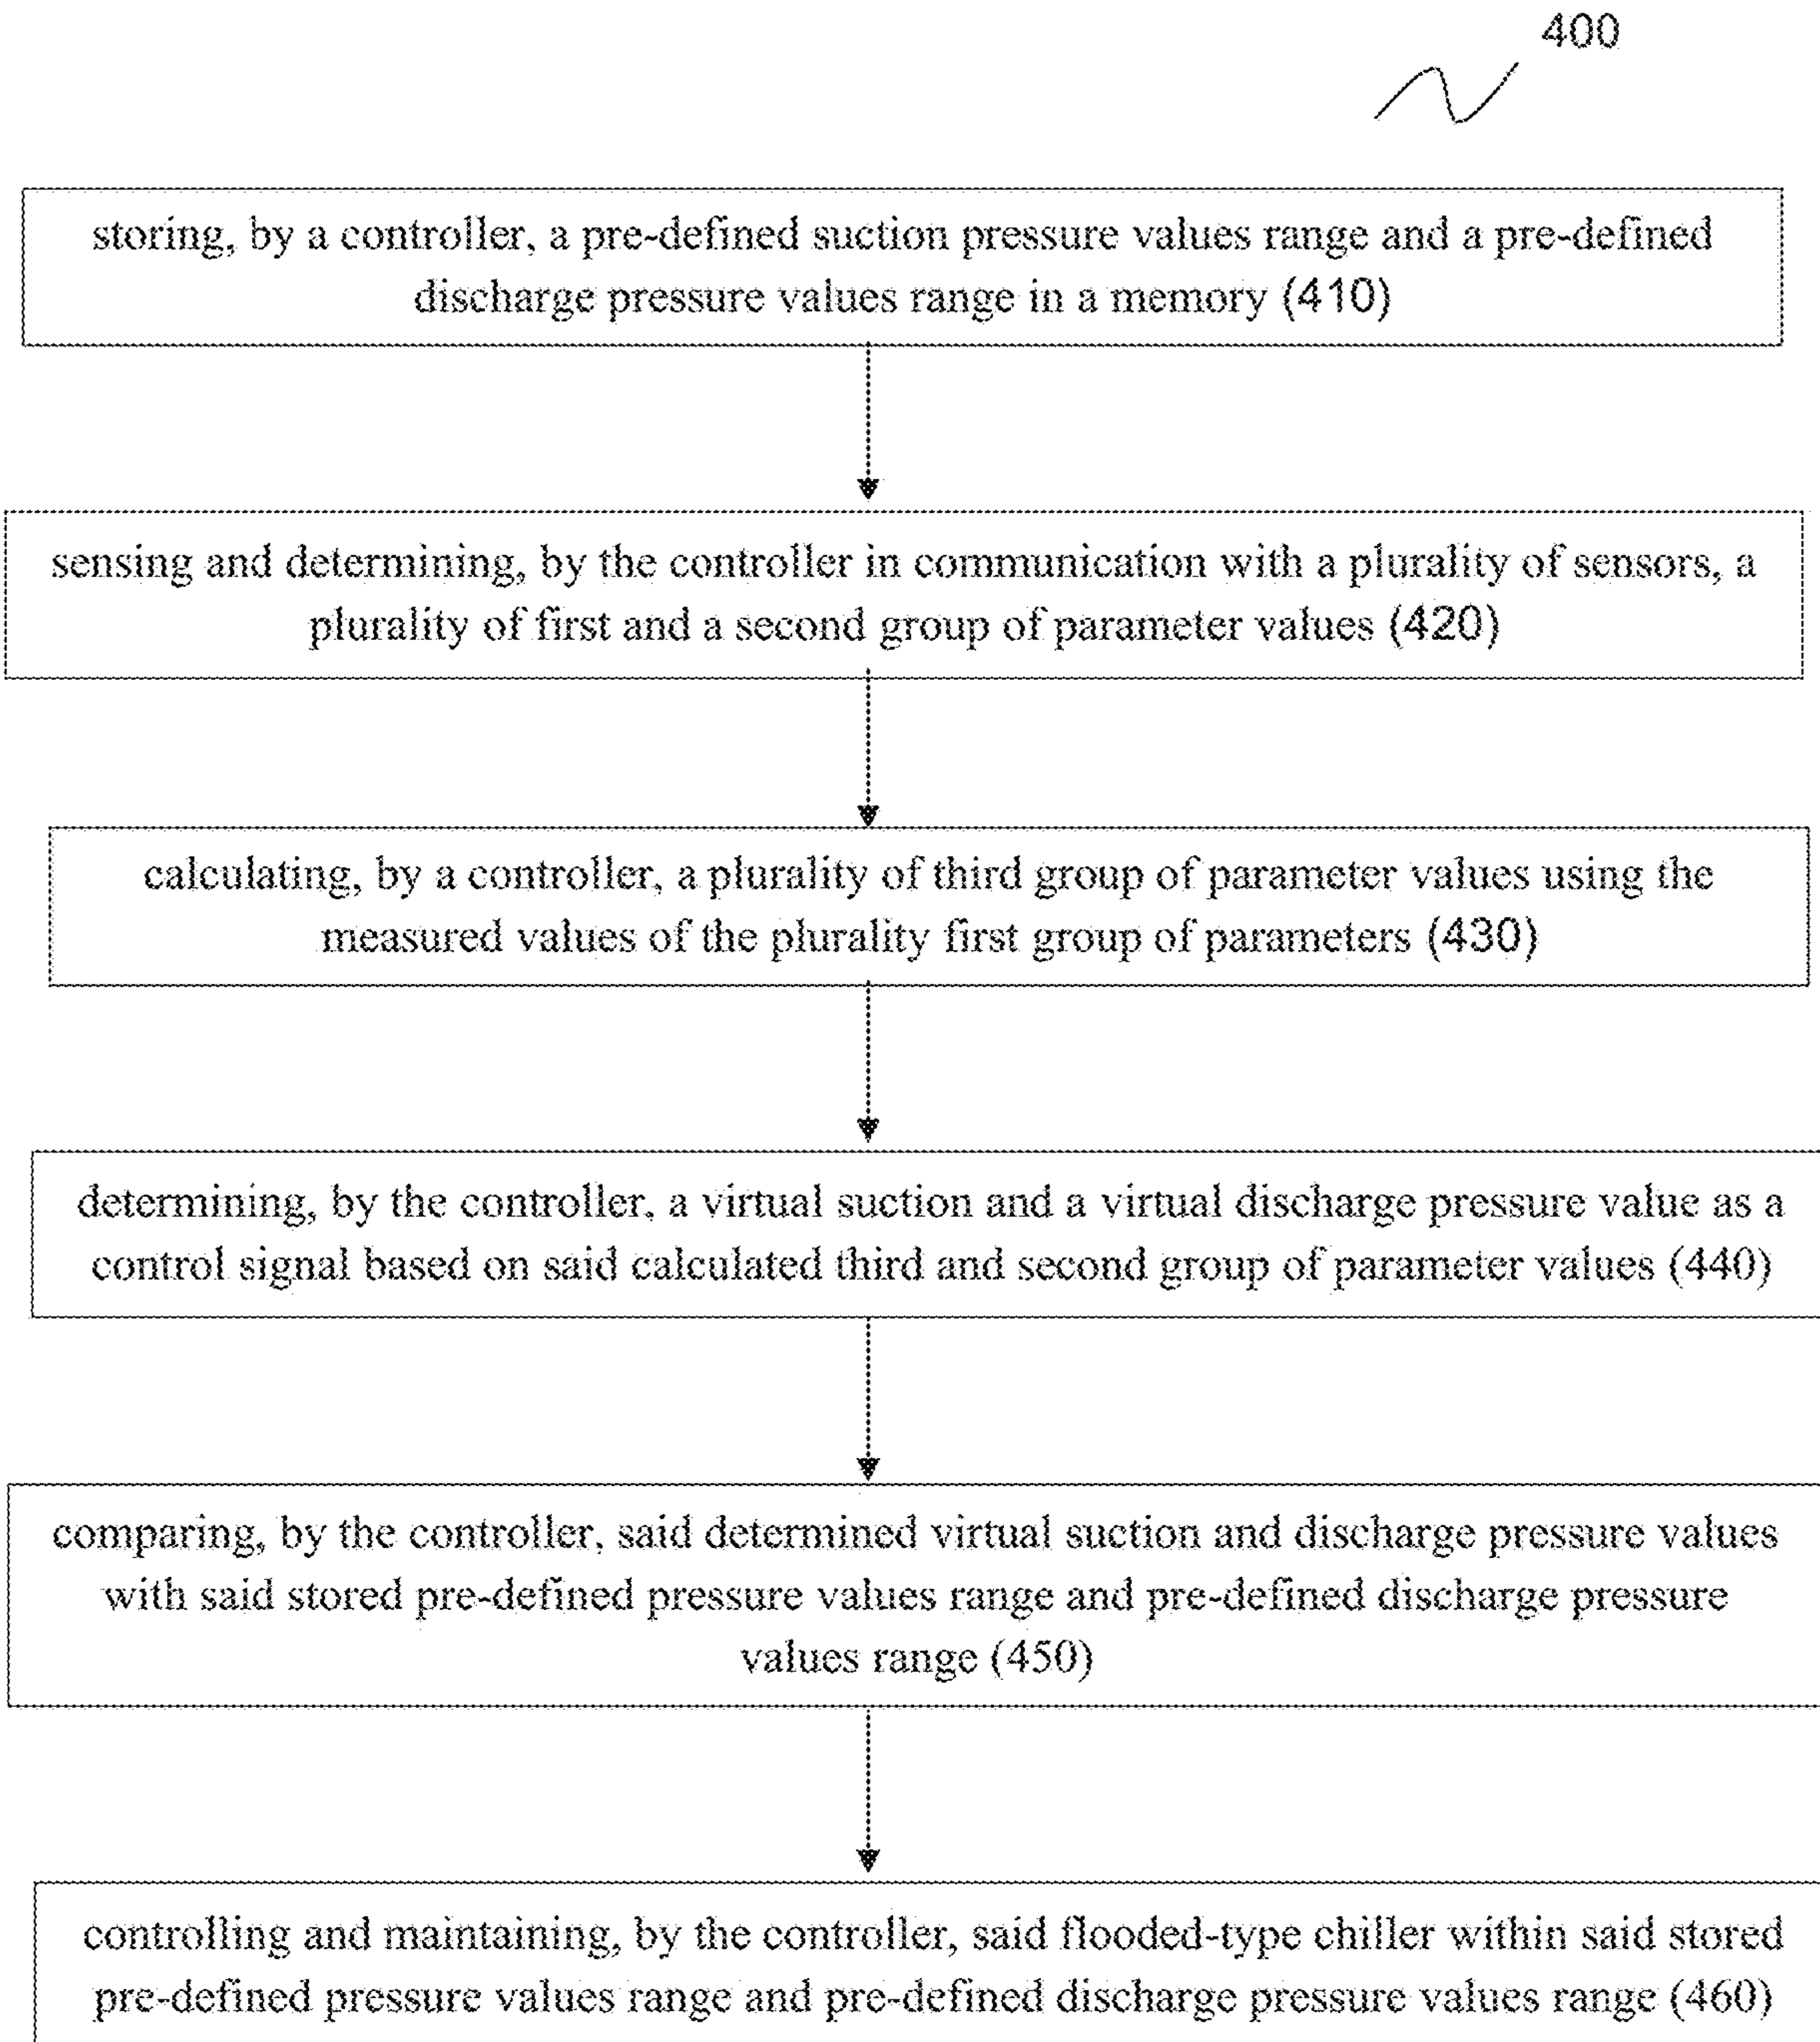 400
storing, by a controller, a pre-defined suction pressure values range and a pre-defined
discharge pressure values range in a memory (410)
sensing and determining, by the controller in communication with a plurality of sensors, a
plurality of first and a second group of parameter values (420)
calculating, by a controller, a plurality of third group of parameter values using the
measured values of the plurality first group of parameters (430)
determining, by the controller, a virtual suction and a virtual discharge pressure value as a
control signal based on said calculated third and second group of parameter values (440)
comparing, by the controller, said determined virtual suction and discharge pressure values
with said stored pre-defined pressure values range and pre-defined discharge pressure
values range (450)
controlling and maintaining, by the controller, said flooded-type chiller within said stored
pre-defined pressure values range and pre-defined discharge pressure values range (460)